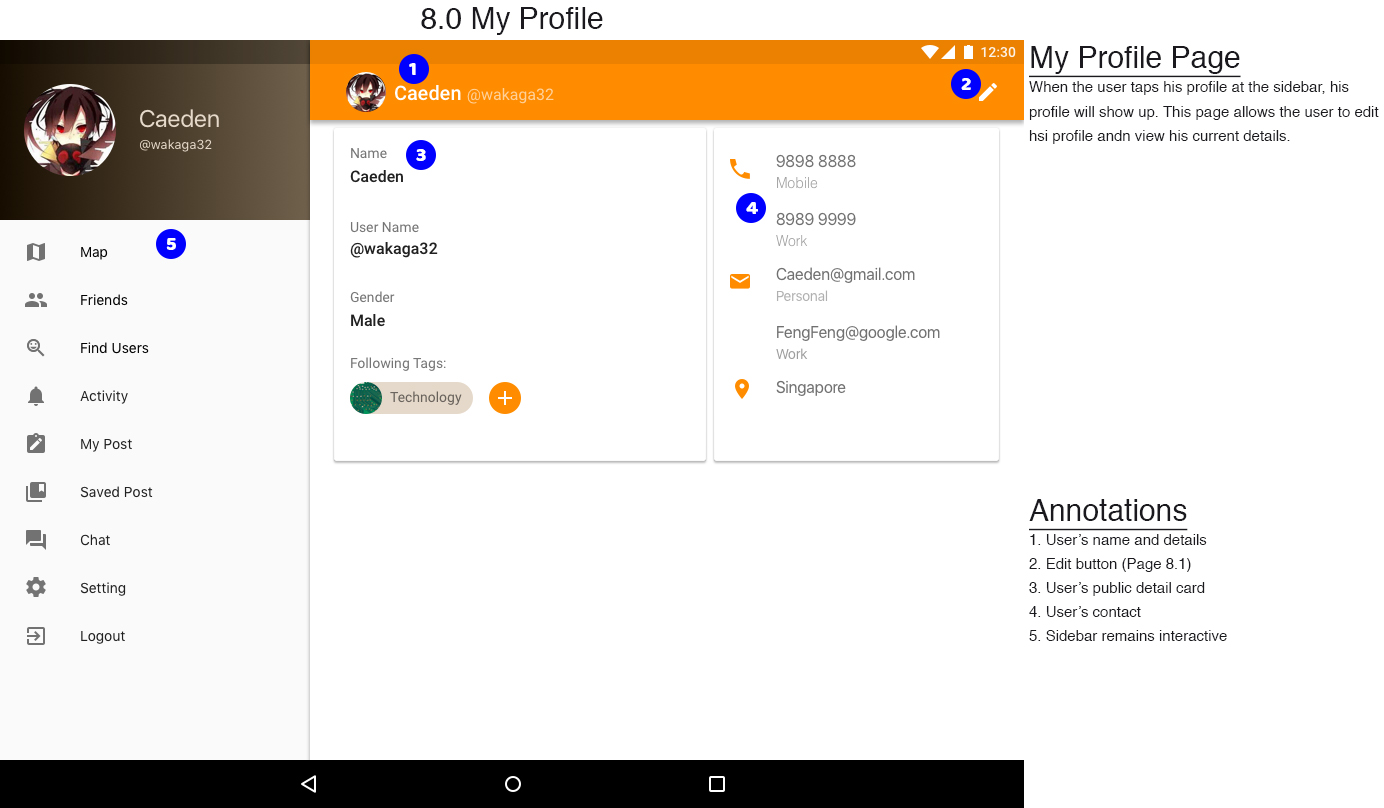 8.0 My Profile
12:30
1
2
Caeden @wakaga32
Caeden
@wakaga32
5
Map
Friends
Find Users
Activity
My Post
Saved Post
Chat
Setting
Logout
Name
3
Caeden
User Name
@wakaga32
Gender
Male
Following Tags:
Technology
9898 8888
Mobile
4
8989 9999
Work
Caeden@gmail.com
Personal
FengFeng@google.com
Work
Singapore
My Profile Page
When the user taps his profile at the sidebar, his
profile will show up. This page allows the user to edit
hsi profile andn view his current details.
Annotations
1. User’s name and details
2. Edit button (Page 8.1)
3. User’s public detail card
4. User’s contact
5. Sidebar remains interactive